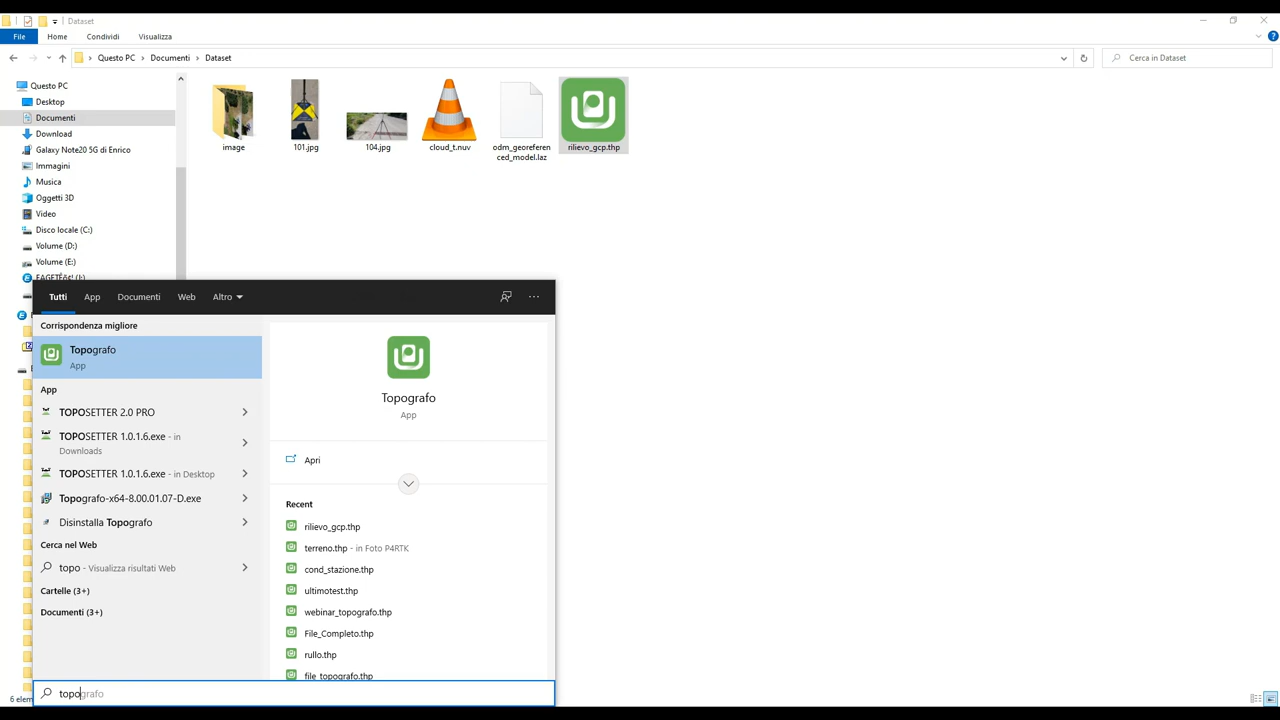 Dataset
File
Home
Condividi
Visualizza
Questo PC
Documenti
Dataset
Cerca in Dataset
Questo PC
Desktop
Documenti
Download
Galaxy Note20 5G di Enrico
Immagini
Musica
Oggetti 3D
Video
Disco locale (C:)
Volume (D:)
Volume (E:)
image
101.jpg
104.jpg
cloud_t.nuv
odm_georeferen
ced_model.laz
rilievo_gcp.thp
Tutti
App
Documenti
Web
Altro
Corrispondenza migliore
Topografo
App
App
TOPOSETTER 2.0 PRO
TOPOSETTER 1.0.1.6.exe - in
Downloads
TOPOSETTER 1.0.1.6.exe - in Desktop
Topografo-x64-8.00.01.07-D.exe
Disinstalla Topografo
Cerca nel Web
topo - Visualizza risultati Web
Cartelle (3+)
Documenti (3+)
Topografo
App
Apri
Recent
rilievo_gcp.thp
terreno.thp - in Foto P4RTK
cond_stazione.thp
ultimotest.thp
webinar_topografo.thp
File_Completo.thp
rullo.thp
file_topografo.thp
topografo
6 elem